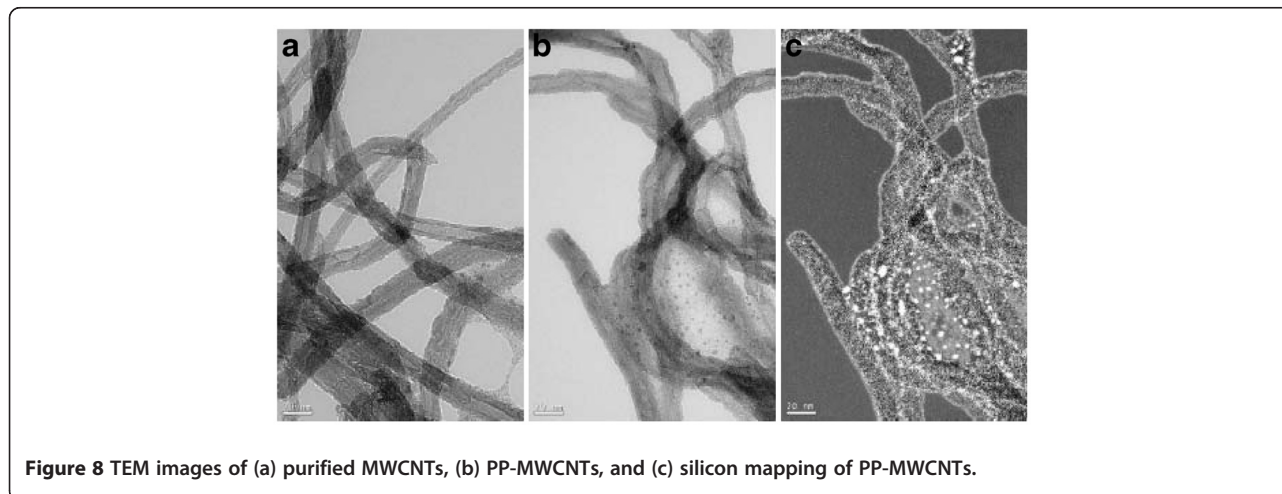 a
b
c
20 nm
Figure 8 TEM images of (a) purified MWCNTs, (b) PP-MWCNTs, and (c) silicon mapping of PP-MWCNTs.